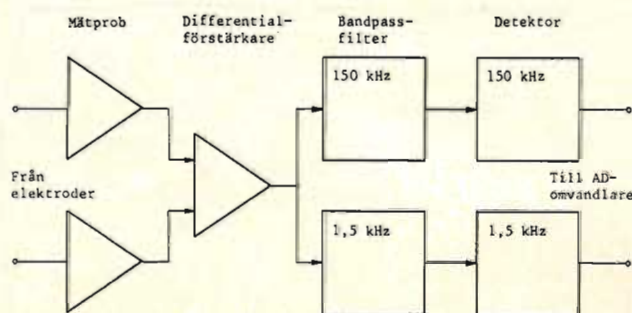 Mätprob
Differential-
förstärkare
Bandpass-
filter
Detektor
150 kHz
150 kHz
Från
elektroder
Till AD-
omvandlare
1,5 kHz
1,5 kHz